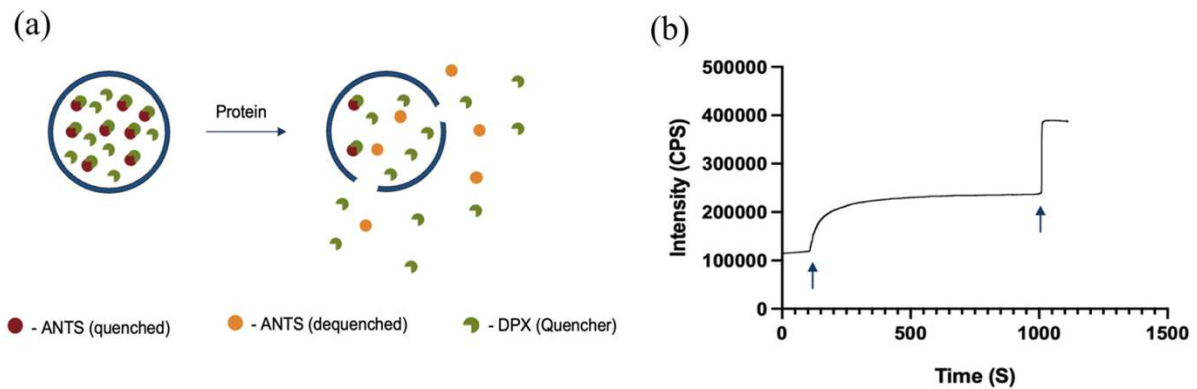 (a)
Protein
- ANTS (quenched)
- ANTS (dequenched)
- DPX (Quencher)
(b)
Intensity (CPS)
500000
400000
300000
200000
100000
0
0
500
1000
1500
Time (S)